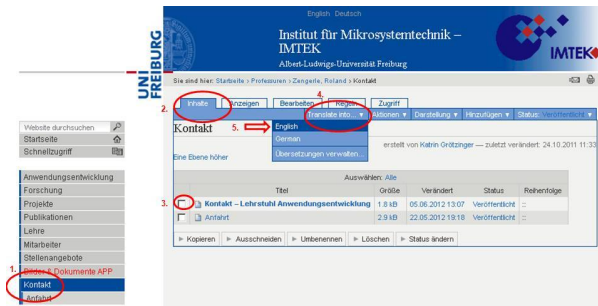 English Deutsch
UNI
FREIBURG
Institut für Mikrosystemtechnik –
IMTEK
Albert-Ludwigs-Universität Freiburg
IMTEK
Sie sind hier: Startseite › Professuren › Zengerle, Roland › Kontakt
4.
2.
Inhalte
Anzeigen
Bearbeiten
Regeln
Zugriff
Translate into... ▼
Aktionen ▼
Darstellung ▼
Hinzufügen ▼
Status: Veröffentlicht ▼
Website durchsuchen
Startseite
Schnellzugriff
Kontakt
5.
English
German
Übersetzungen verwalten...
erstellt von Katrin Grötzinger — zuletzt verändert: 24.10.2011 11:33
Eine Ebene höher
Auswählen: Alle
Titel
Größe
Verändert
Status
Reihenfolge
3.
Kontakt – Lehrstuhl Anwendungsentwicklung
1.8 kB
05.06.2012 13:07
Veröffentlicht
::
Anfahrt
2.9 kB
22.05.2012 19:18
Veröffentlicht
::
Kopieren
Ausschneiden
Umbenennen
Löschen
Status ändern
Anwendungsentwicklung
Forschung
Projekte
Publikationen
Lehre
Mitarbeiter
Stellenangebote
1.
Bilder & Dokumente APP
Kontakt
Anfahrt